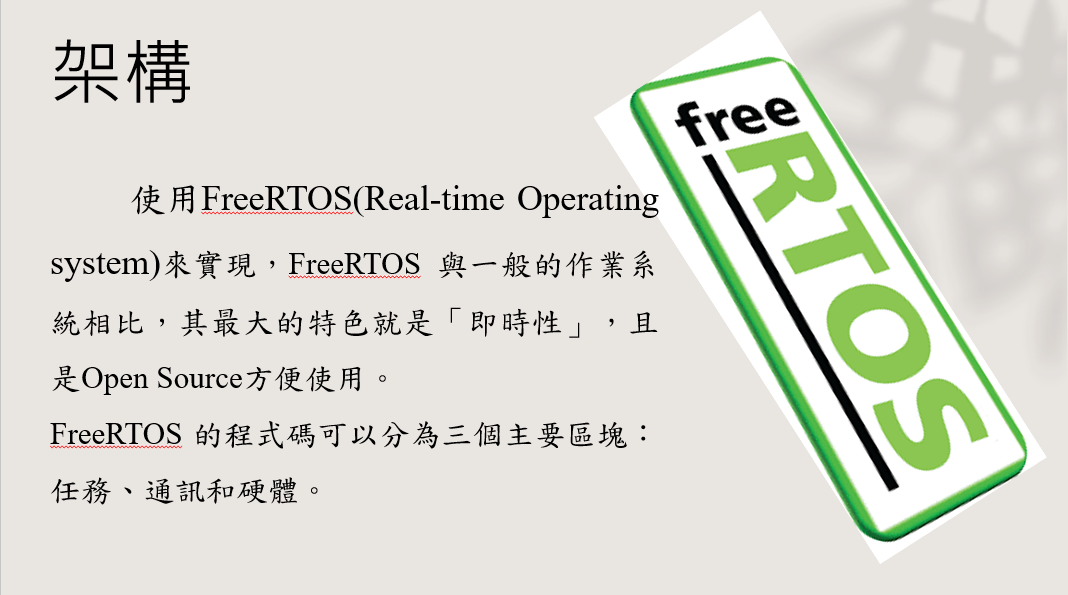 架構
使用FreeRTOS(Real-time Operating
system)來實現，FreeRTOS 與一般的作業系
統相比，其最大的特色就是「即時性」，且
是Open Source方便使用。
FreeRTOS 的程式碼可以分為三個主要區塊：
任務、通訊和硬體。
free
RTOS